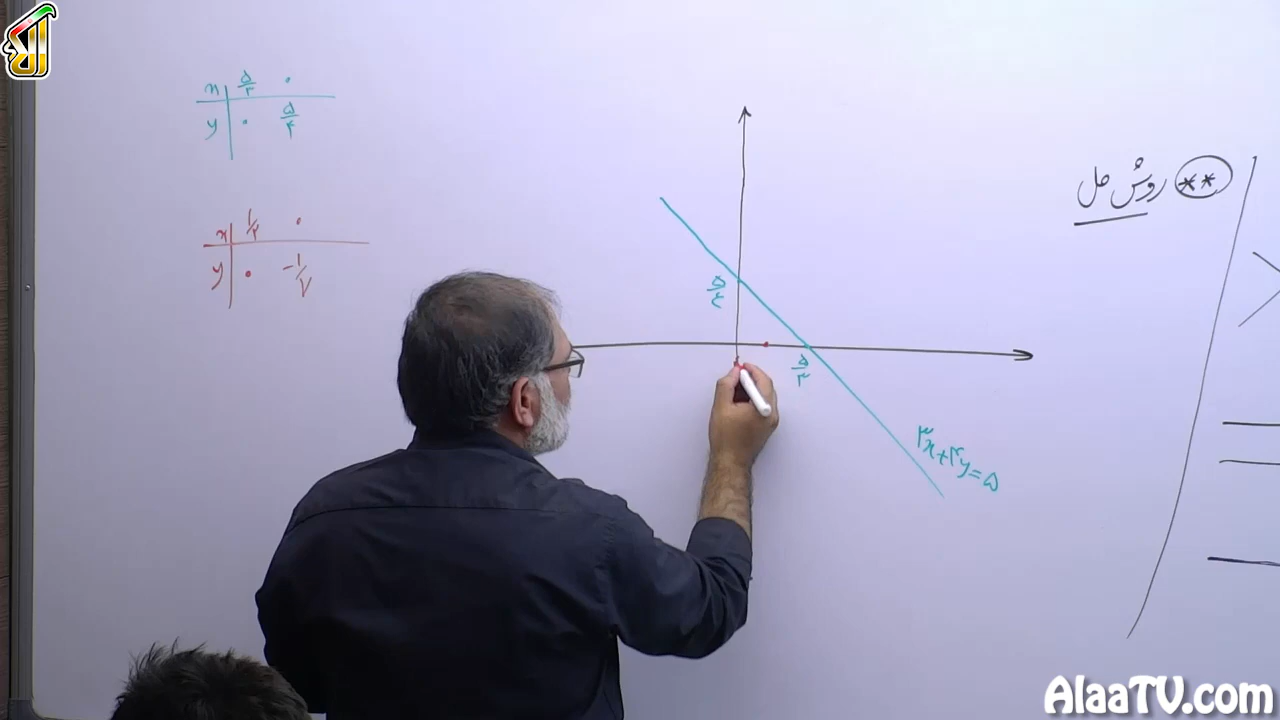 x ۵/۳ ۰
y ۰ ۵/۴
x ۱/۲ ۰
y ۰ -۱/۷
** روش حل
۵/۴
۵/۳
۳x+۴y=۵
آلاء
AlaaTV.com